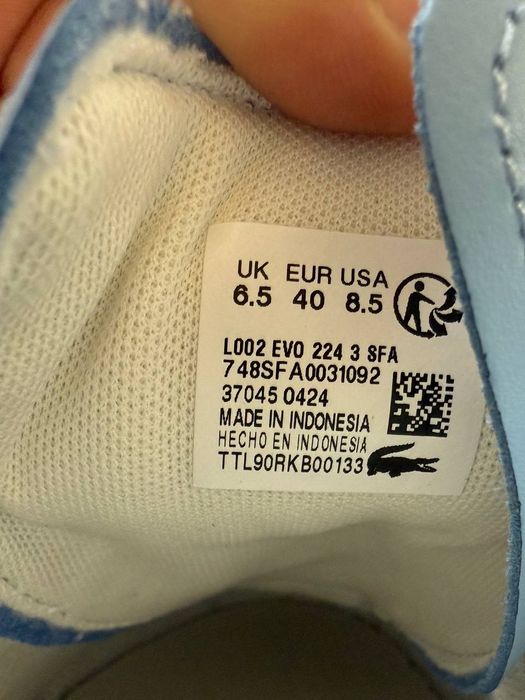 UK EUR USA
6.5 40 8.5
L002 EVO 224 3 SFA
748SFA0031092
37045 0424
MADE IN INDONESIA
HECHO EN INDONESIA
TTL90RKB00133